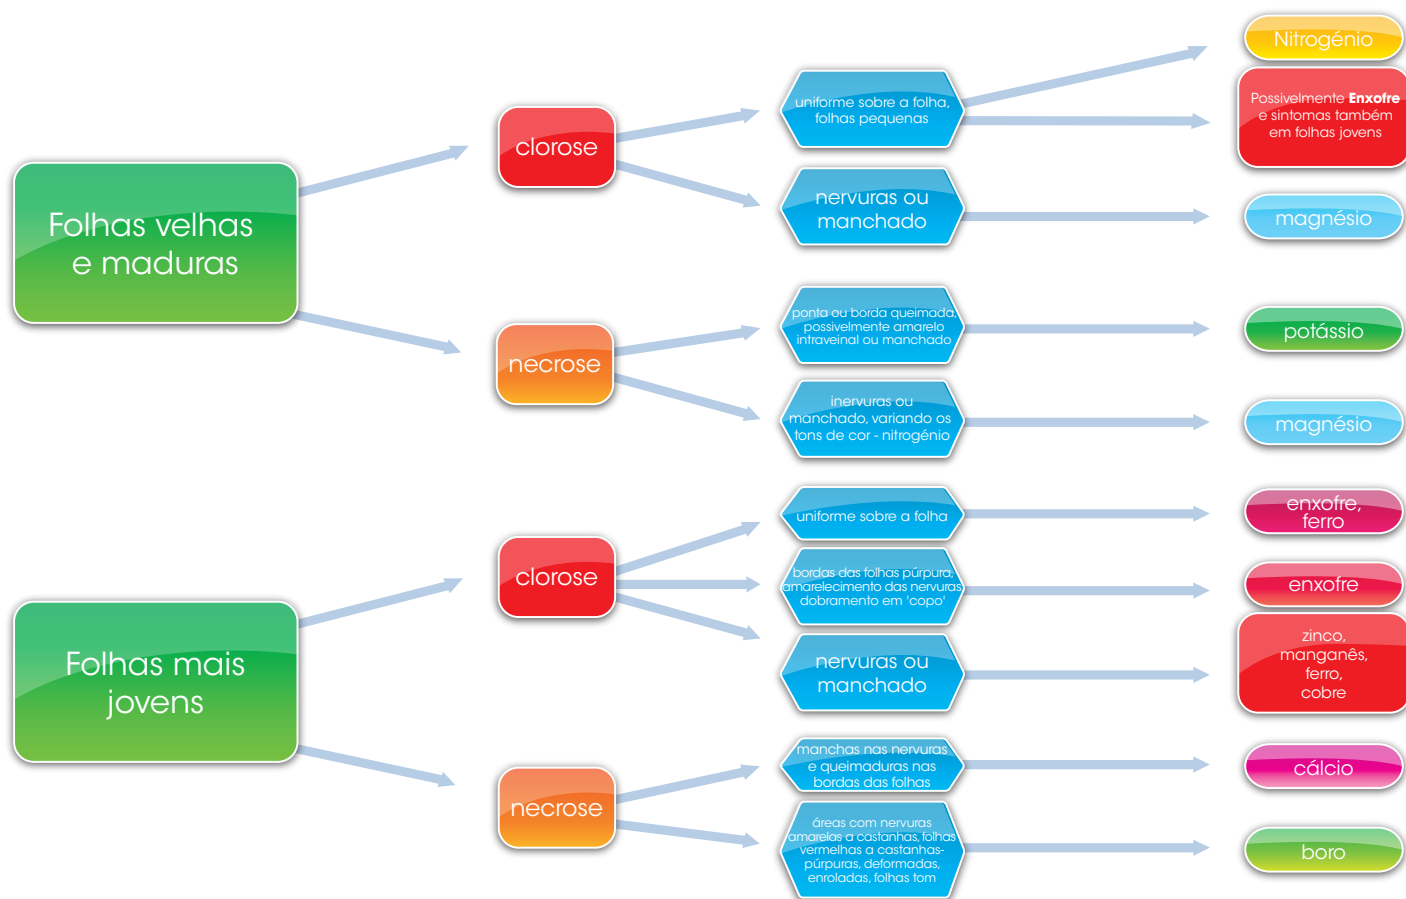 Folhas velhas
e maduras
clorose
uniforme sobre a folha,
folhas pequenas
Nitrogénio
Possivelmente Enxofre
e sintomas também
em folhas jovens
nervuras ou
manchado
magnésio
necrose
ponta ou borda queimada,
possivelmente amarelo
intraveinal ou manchado
potássio
inervuras ou
manchado, variando os
tons de cor - nitrogénio
magnésio
Folhas mais
jovens
clorose
uniforme sobre a folha
enxofre,
ferro
bordas das folhas púrpura,
amarelecimento das nervuras
dobramento em 'copo'
enxofre
nervuras ou
manchado
zinco,
manganês,
ferro,
cobre
necrose
manchas nas nervuras
e queimaduras nas
bordas das folhas
cálcio
áreas com nervuras
amarelas a castanhas, folhas
vermelhas a castanhas-
púrpuras, deformadas,
enroladas, folhas tom
boro